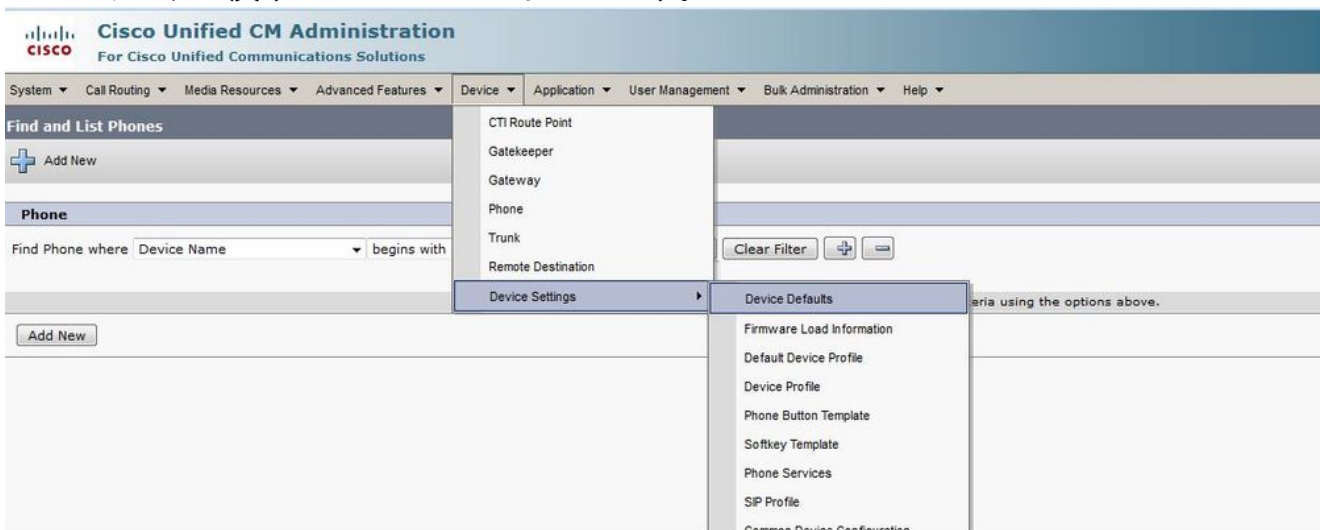 Cisco Unified CM Administration
CISCO For Cisco Unified Communications Solutions
System Call Routing Media Resources Advanced Features Device Application User Management Bulk Administration Help
Find and List Phones
Add New
Phone
Find Phone where Device Name begins with Clear Filter
CTI Route Point
Gatekeeper
Gateway
Phone
Trunk
Remote Destination
Device Settings
Device Defaults
eria using the options above.
Add New
Firmware Load Information
Default Device Profile
Device Profile
Phone Button Template
Softkey Template
Phone Services
SIP Profile
Common Device Configuration